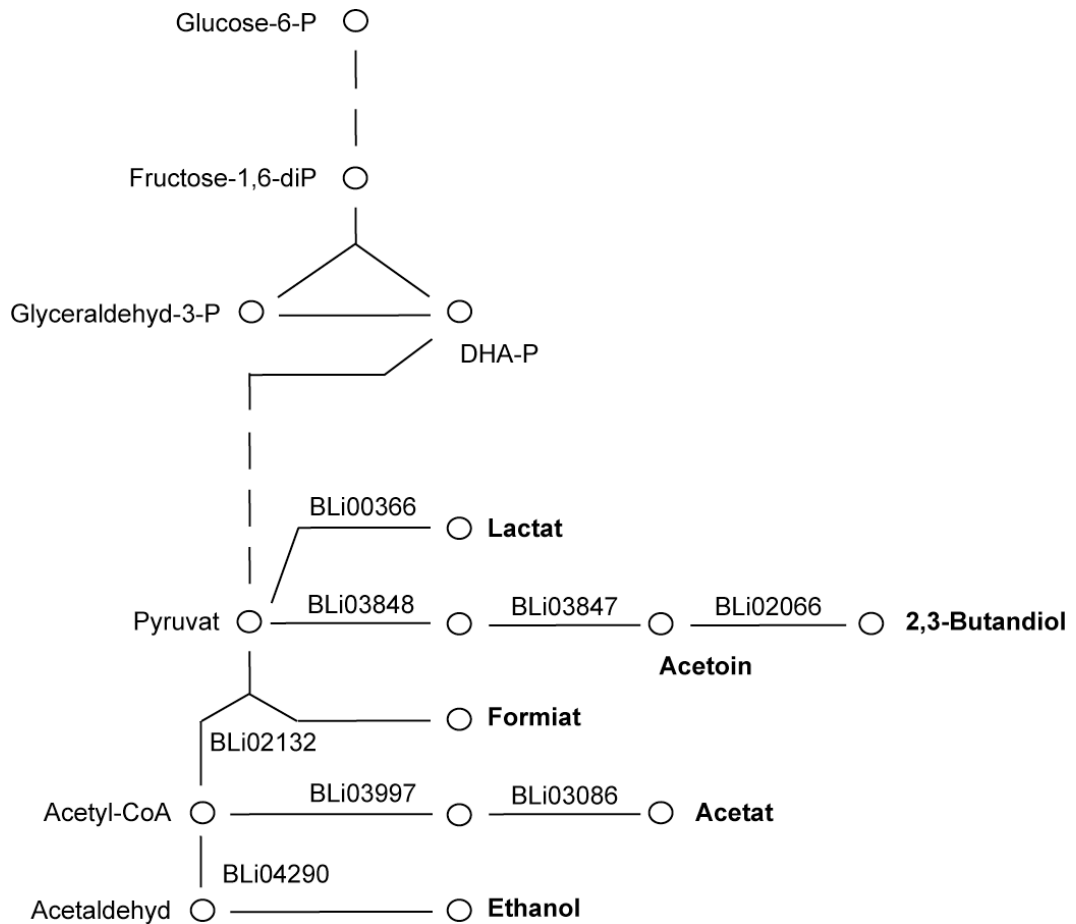 Glucose-6-P
Fructose-1,6-diP
Glyceraldehyd-3-P
DHA-P
BLi00366
Lactat
Pyruvat
BLi03848
BLi03847
BLi02066
2,3-Butandiol
Acetoin
Formiat
BLi02132
Acetyl-CoA
BLi03997
BLi03086
Acetat
BLi04290
Acetaldehyd
Ethanol